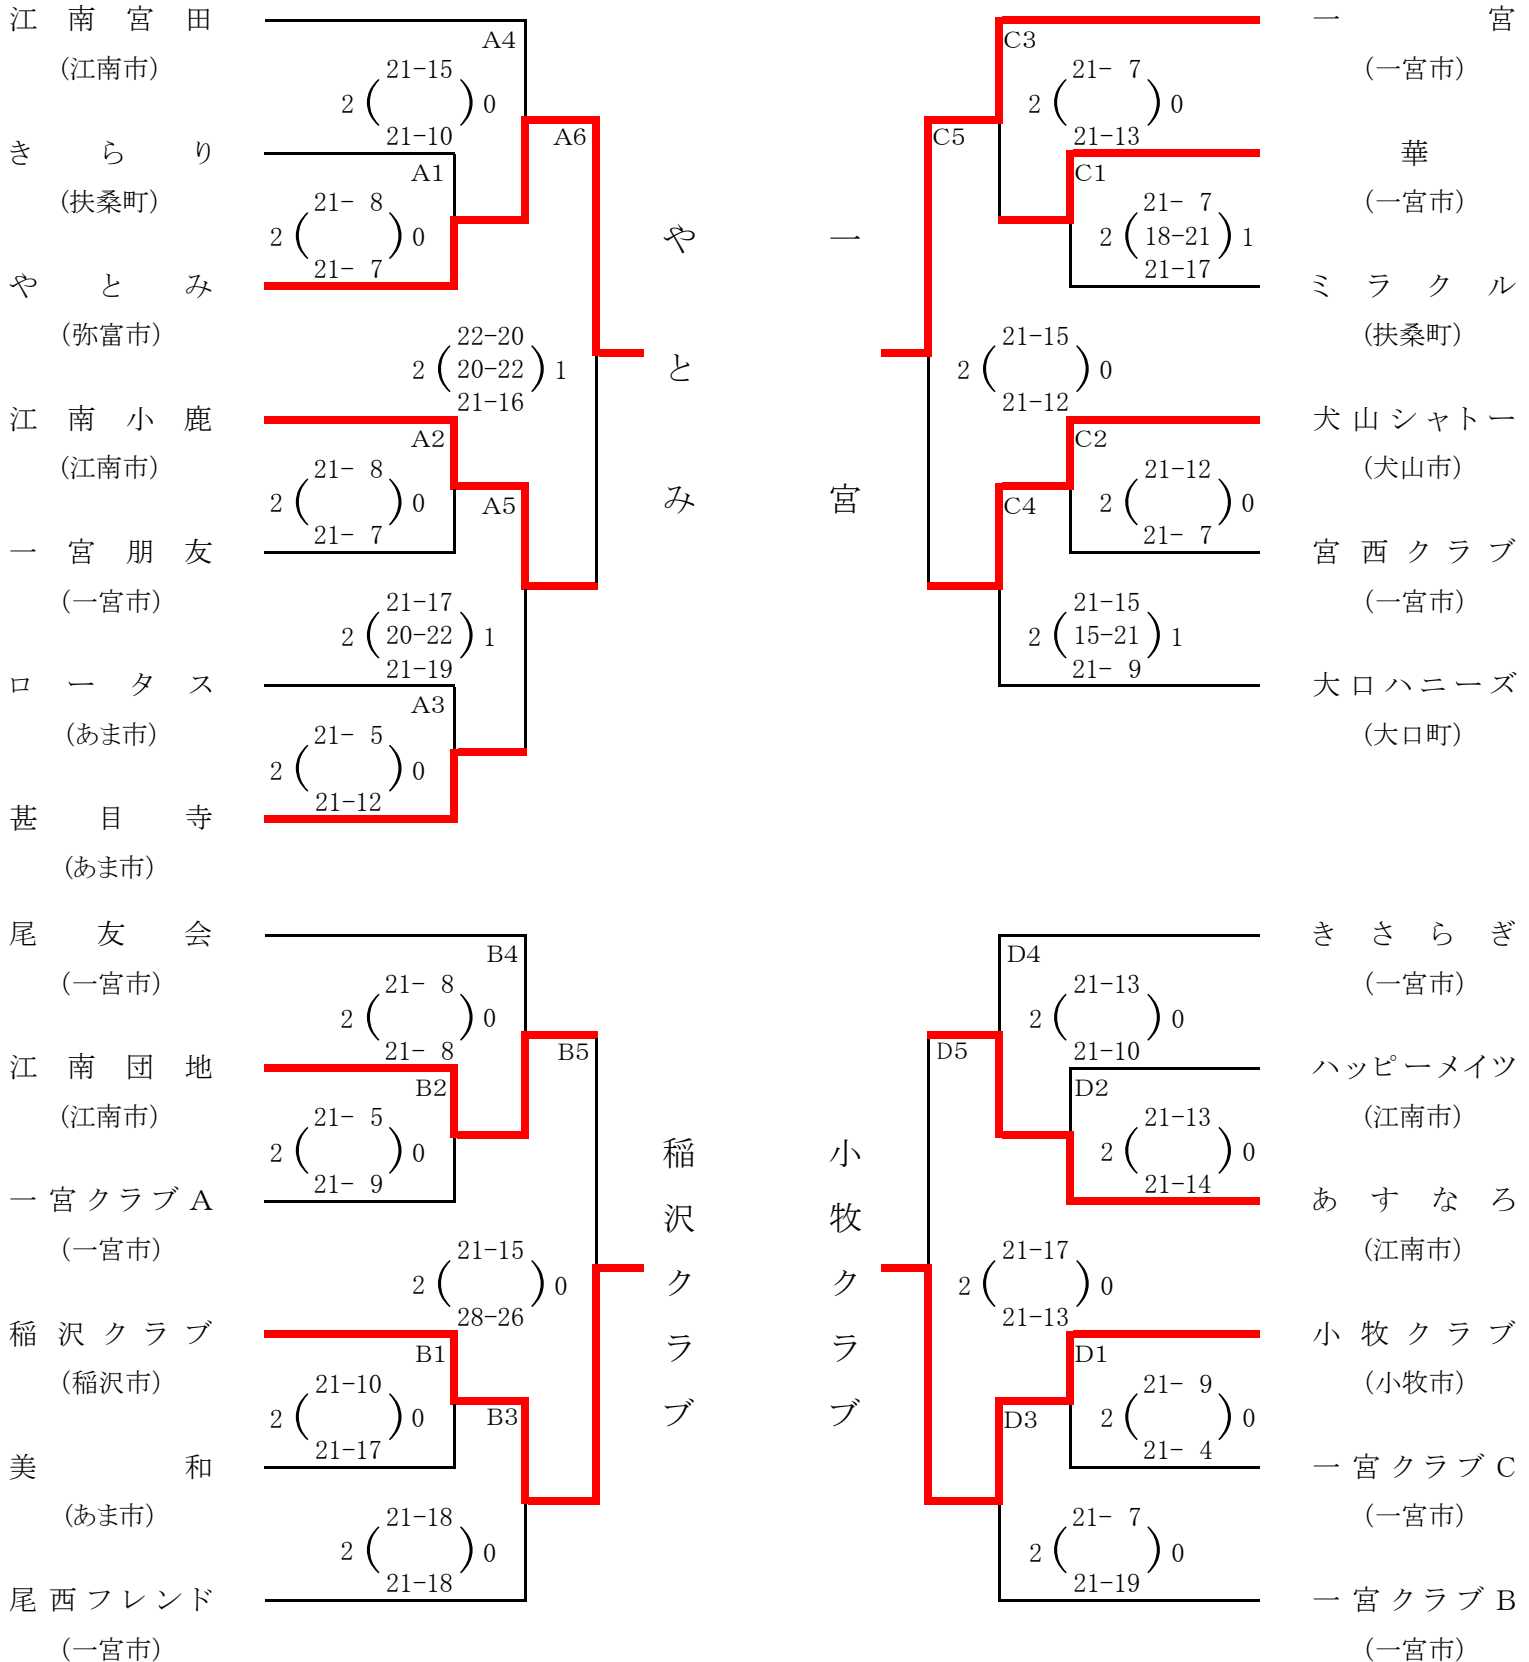 江南宮田
(江南市)
A4
21-15
2 ( ) 0
21-10
きらり
(扶桑町)
A6
A1
21- 8
2 ( ) 0
21- 7
やとみ
(弥富市)
22-20
2 ( 20-22 ) 1
21-16
江南小鹿
(江南市)
A2
21- 8
2 ( ) 0
21- 7
A5
一宮朋友
(一宮市)
21-17
2 ( 20-22 ) 1
21-19
ロータス
(あま市)
A3
21- 5
2 ( ) 0
21-12
甚目寺
(あま市)
やとみ
一宮
一宮
(一宮市)
C3
21- 7
2 ( ) 0
21-13
C5
華
(一宮市)
C1
21- 7
2 ( 18-21 ) 1
21-17
ミラクル
(扶桑町)
21-15
2 ( ) 0
21-12
犬山シャトー
(犬山市)
C2
21-12
2 ( ) 0
21- 7
C4
宮西クラブ
(一宮市)
21-15
2 ( 15-21 ) 1
21- 9
大口ハニーズ
(大口町)
尾友会
(一宮市)
B4
21- 8
2 ( ) 0
21- 8
B5
江南団地
(江南市)
B2
21- 5
2 ( ) 0
21- 9
一宮クラブA
(一宮市)
21-15
2 ( ) 0
28-26
稲沢クラブ
(稲沢市)
B1
21-10
2 ( ) 0
21-17
B3
美和
(あま市)
21-18
2 ( ) 0
21-18
尾西フレンド
(一宮市)
稲沢クラブ
小牧クラブ
きさらぎ
(一宮市)
D4
21-13
2 ( ) 0
21-10
D5
ハッピーメイツ
(江南市)
D2
21-13
2 ( ) 0
21-14
あすなろ
(江南市)
21-17
2 ( ) 0
21-13
小牧クラブ
(小牧市)
D1
21- 9
2 ( ) 0
21- 4
D3
一宮クラブC
(一宮市)
21- 7
2 ( ) 0
21-19
一宮クラブB
(一宮市)